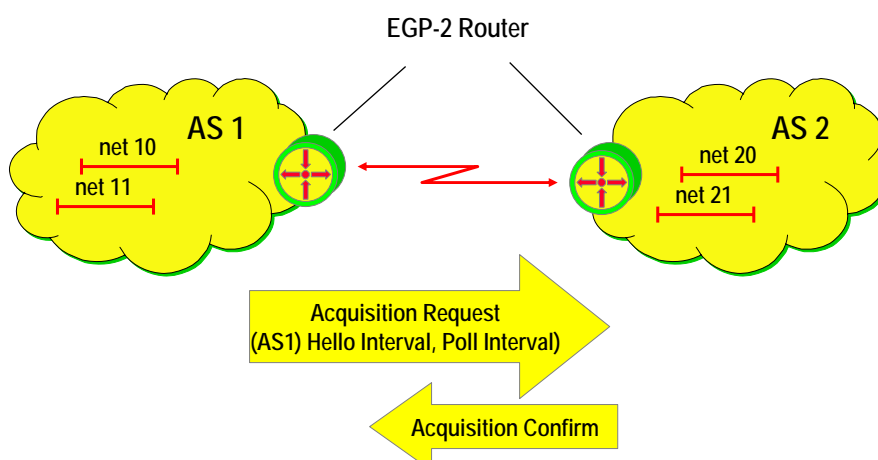 EGP-2 Router
AS 1
net 10
net 11
AS 2
net 20
net 21
Acquisition Request
(AS1) Hello Interval, Poll Interval)
Acquisition Confirm